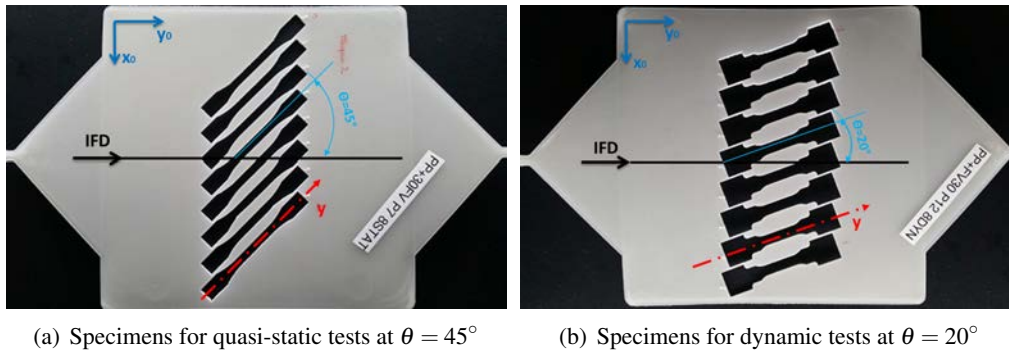 y₀
x₀
θ=45°
IFD
y
PP+30FV P7 8STAT
y₀
x₀
θ=20°
IFD
y
PP+FV30 P12 8DYN
(a) Specimens for quasi-static tests at θ = 45°
(b) Specimens for dynamic tests at θ = 20°